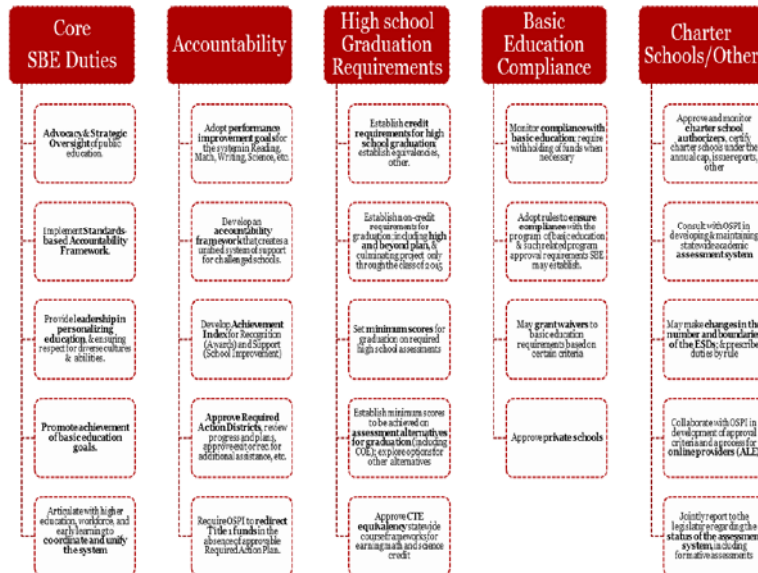 Core
SBE Duties
Advocacy & Strategic
Oversight of public
education.
Implement Standards-
based Accountability
Framework.
Provide leadership in
personalizing
education, & ensuring
respect for diverse cultures
& abilities.
Promote achievement
of basic education
goals.
Articulate with higher
education, workforce, and
early learning to
coordinate and unify
the system
Accountability
Adopt performance
improvement goals for
the system in Reading,
Math, Writing, Science, etc
Develop an
accountability
framework that creates a
unified system of support
for challenged schools.
Develop Achievement
Index for Recognition
(Awards) and Support
(School Improvement)
Approve Required
Action Districts, review
progress and plans,
approve exit or rec. for
additional assistance, etc.
Require OSPI to redirect
Title 1 funds in the
absence of approvable
Required Action Plan.
High school
Graduation
Requirements
Establish credit
requirements for high
school graduation;
establish equivalencies,
other.
Establish non-credit
requirements for
graduation; including high
and beyond plan, &
culminating project only
through the class of 2015
Set minimum scores for
graduation on required
high school assessments
Establish minimum scores
to be achieved on
assessment alternatives
for graduation (including
COE); explore options for
other alternatives
Approve CTE
equivalency statewide
course frameworks for
earning math and science
credit
Basic
Education
Compliance
Monitor compliance with
basic education; require
withholding of funds when
necessary
Adopt rules to ensure
compliance with the
program of basic education
& such related program
approval requirements SBE
may establish.
May grant waivers to
basic education
requirements based on
certain criteria
Approve private schools
Charter
Schools/Other
Approve and monitor
charter school
authorizers, certify
charter schools under the
annual cap, issue reports,
other
Consult with OSPI in
developing & maintaining
statewide academic
assessment system
May make changes in the
number and boundaries
of the ESDs; & prescribe
duties by rule
Collaborate with OSPI in
development of approval
criteria and a process for
online providers (ALE)
Jointly report to the
legislature regarding the
status of the assessment
system, including
formative assessments